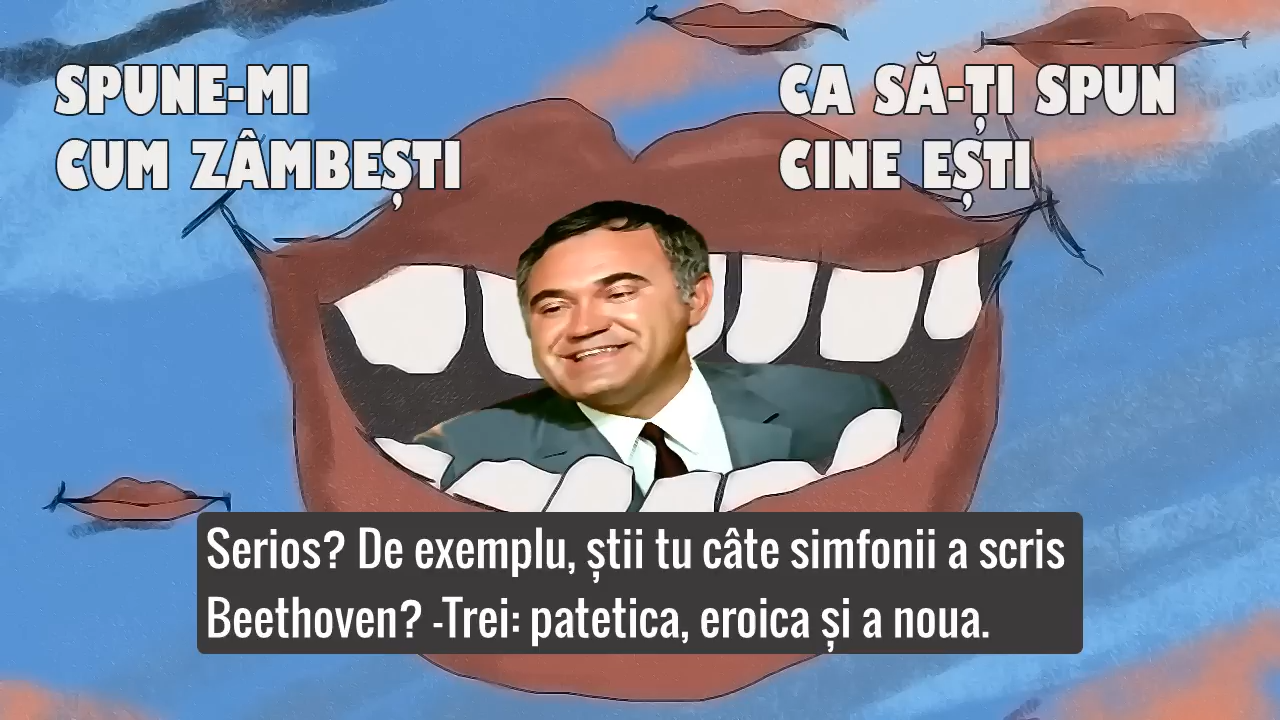 SPUNE-MI
CUM ZÂMBEȘTI
CA SĂ-ȚI SPUN
CINE EȘTI
Serios? De exemplu, știi tu câte simfonii a scris
Beethoven? -Trei: patetica, eroica și a noua.